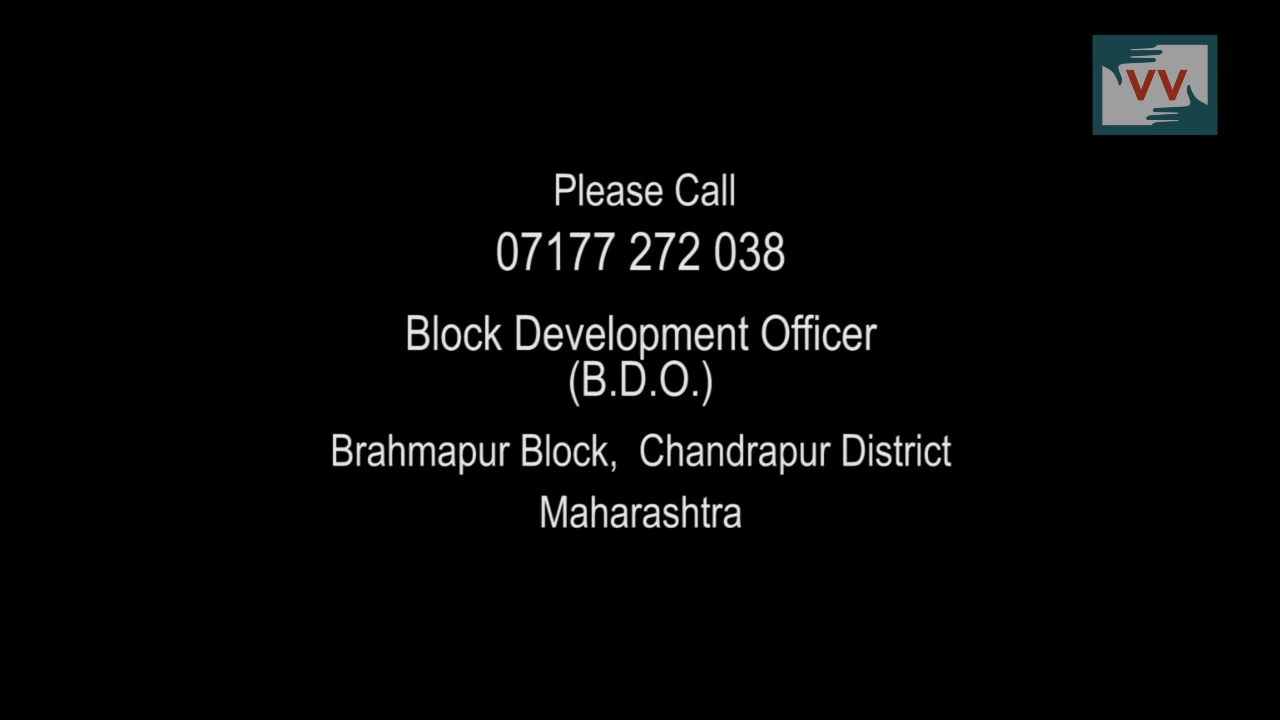 VV
Please Call
07177 272 038
Block Development Officer
(B.D.O.)
Brahmapur Block, Chandrapur District
Maharashtra